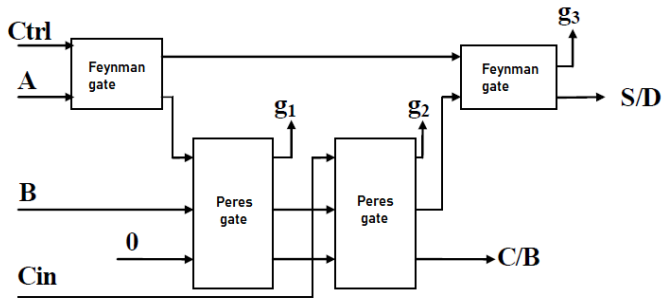 Ctrl
A
Feynman
gate
g3
Feynman
gate
S/D
g1
g2
B
Peres
gate
Peres
gate
0
C/B
Cin